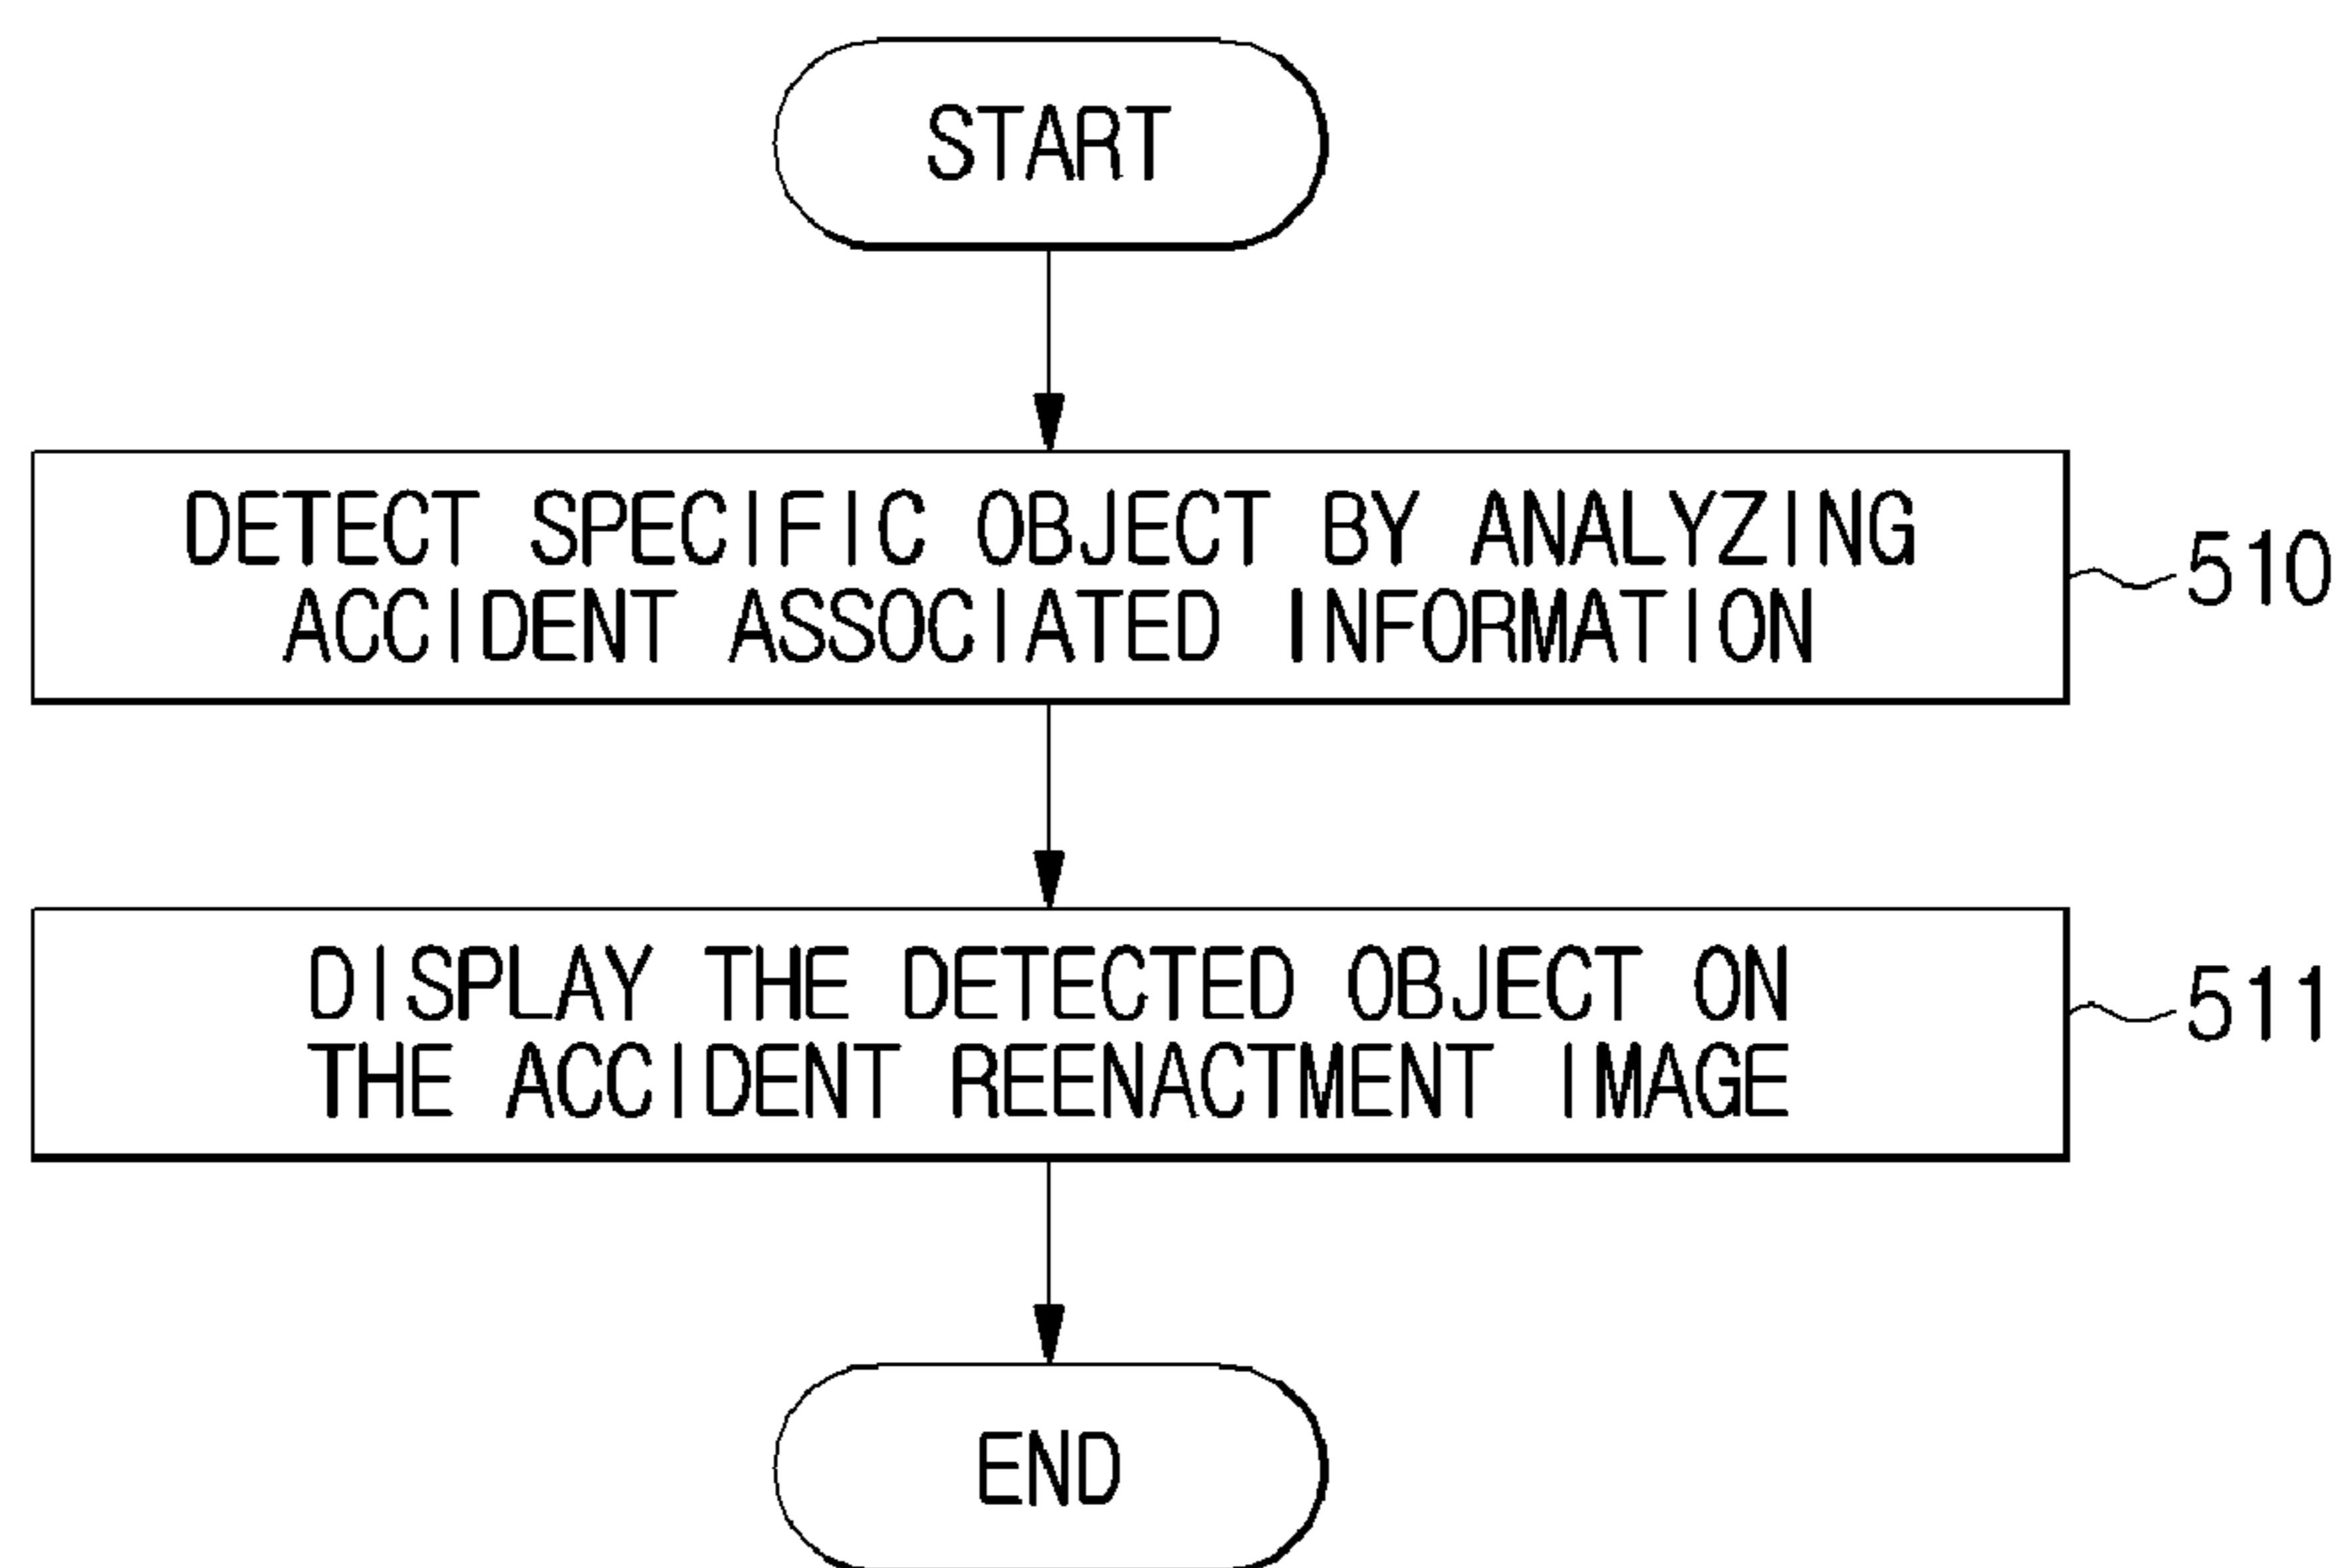 START
DETECT SPECIFIC OBJECT BY ANALYZING
ACCIDENT ASSOCIATED INFORMATION
510
DISPLAY THE DETECTED OBJECT ON
THE ACCIDENT REENACTMENT IMAGE
511
END